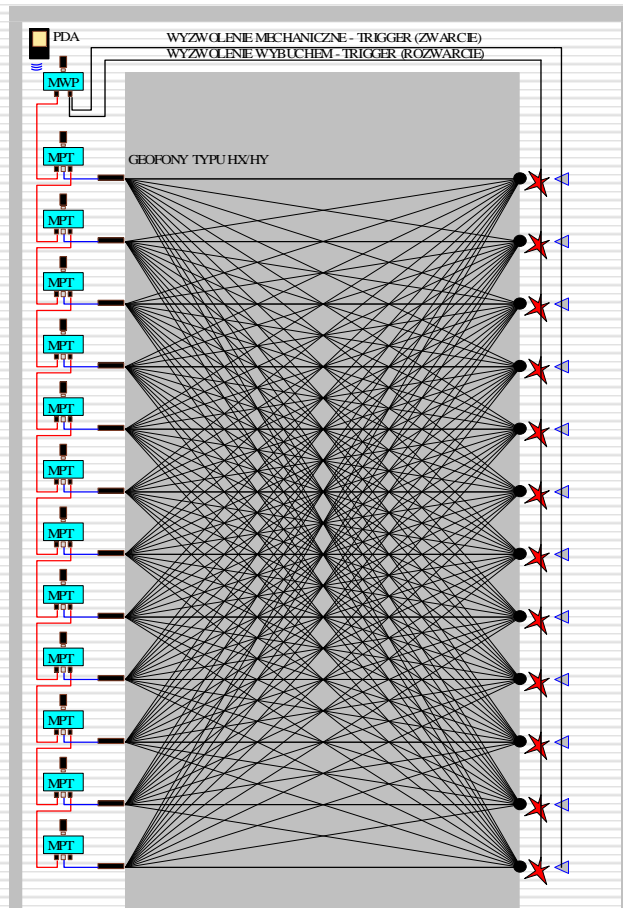 PDA
WYZWOLENIE MECHANICZNE - TRIGGER (ZWARCIE)
WYZWOLENIE WYBUCHEM - TRIGGER (ROZWARCIE)
MWP
MPT
GEOFONY TYPU HX/HY
MPT
MPT
MPT
MPT
MPT
MPT
MPT
MPT
MPT
MPT
MPT